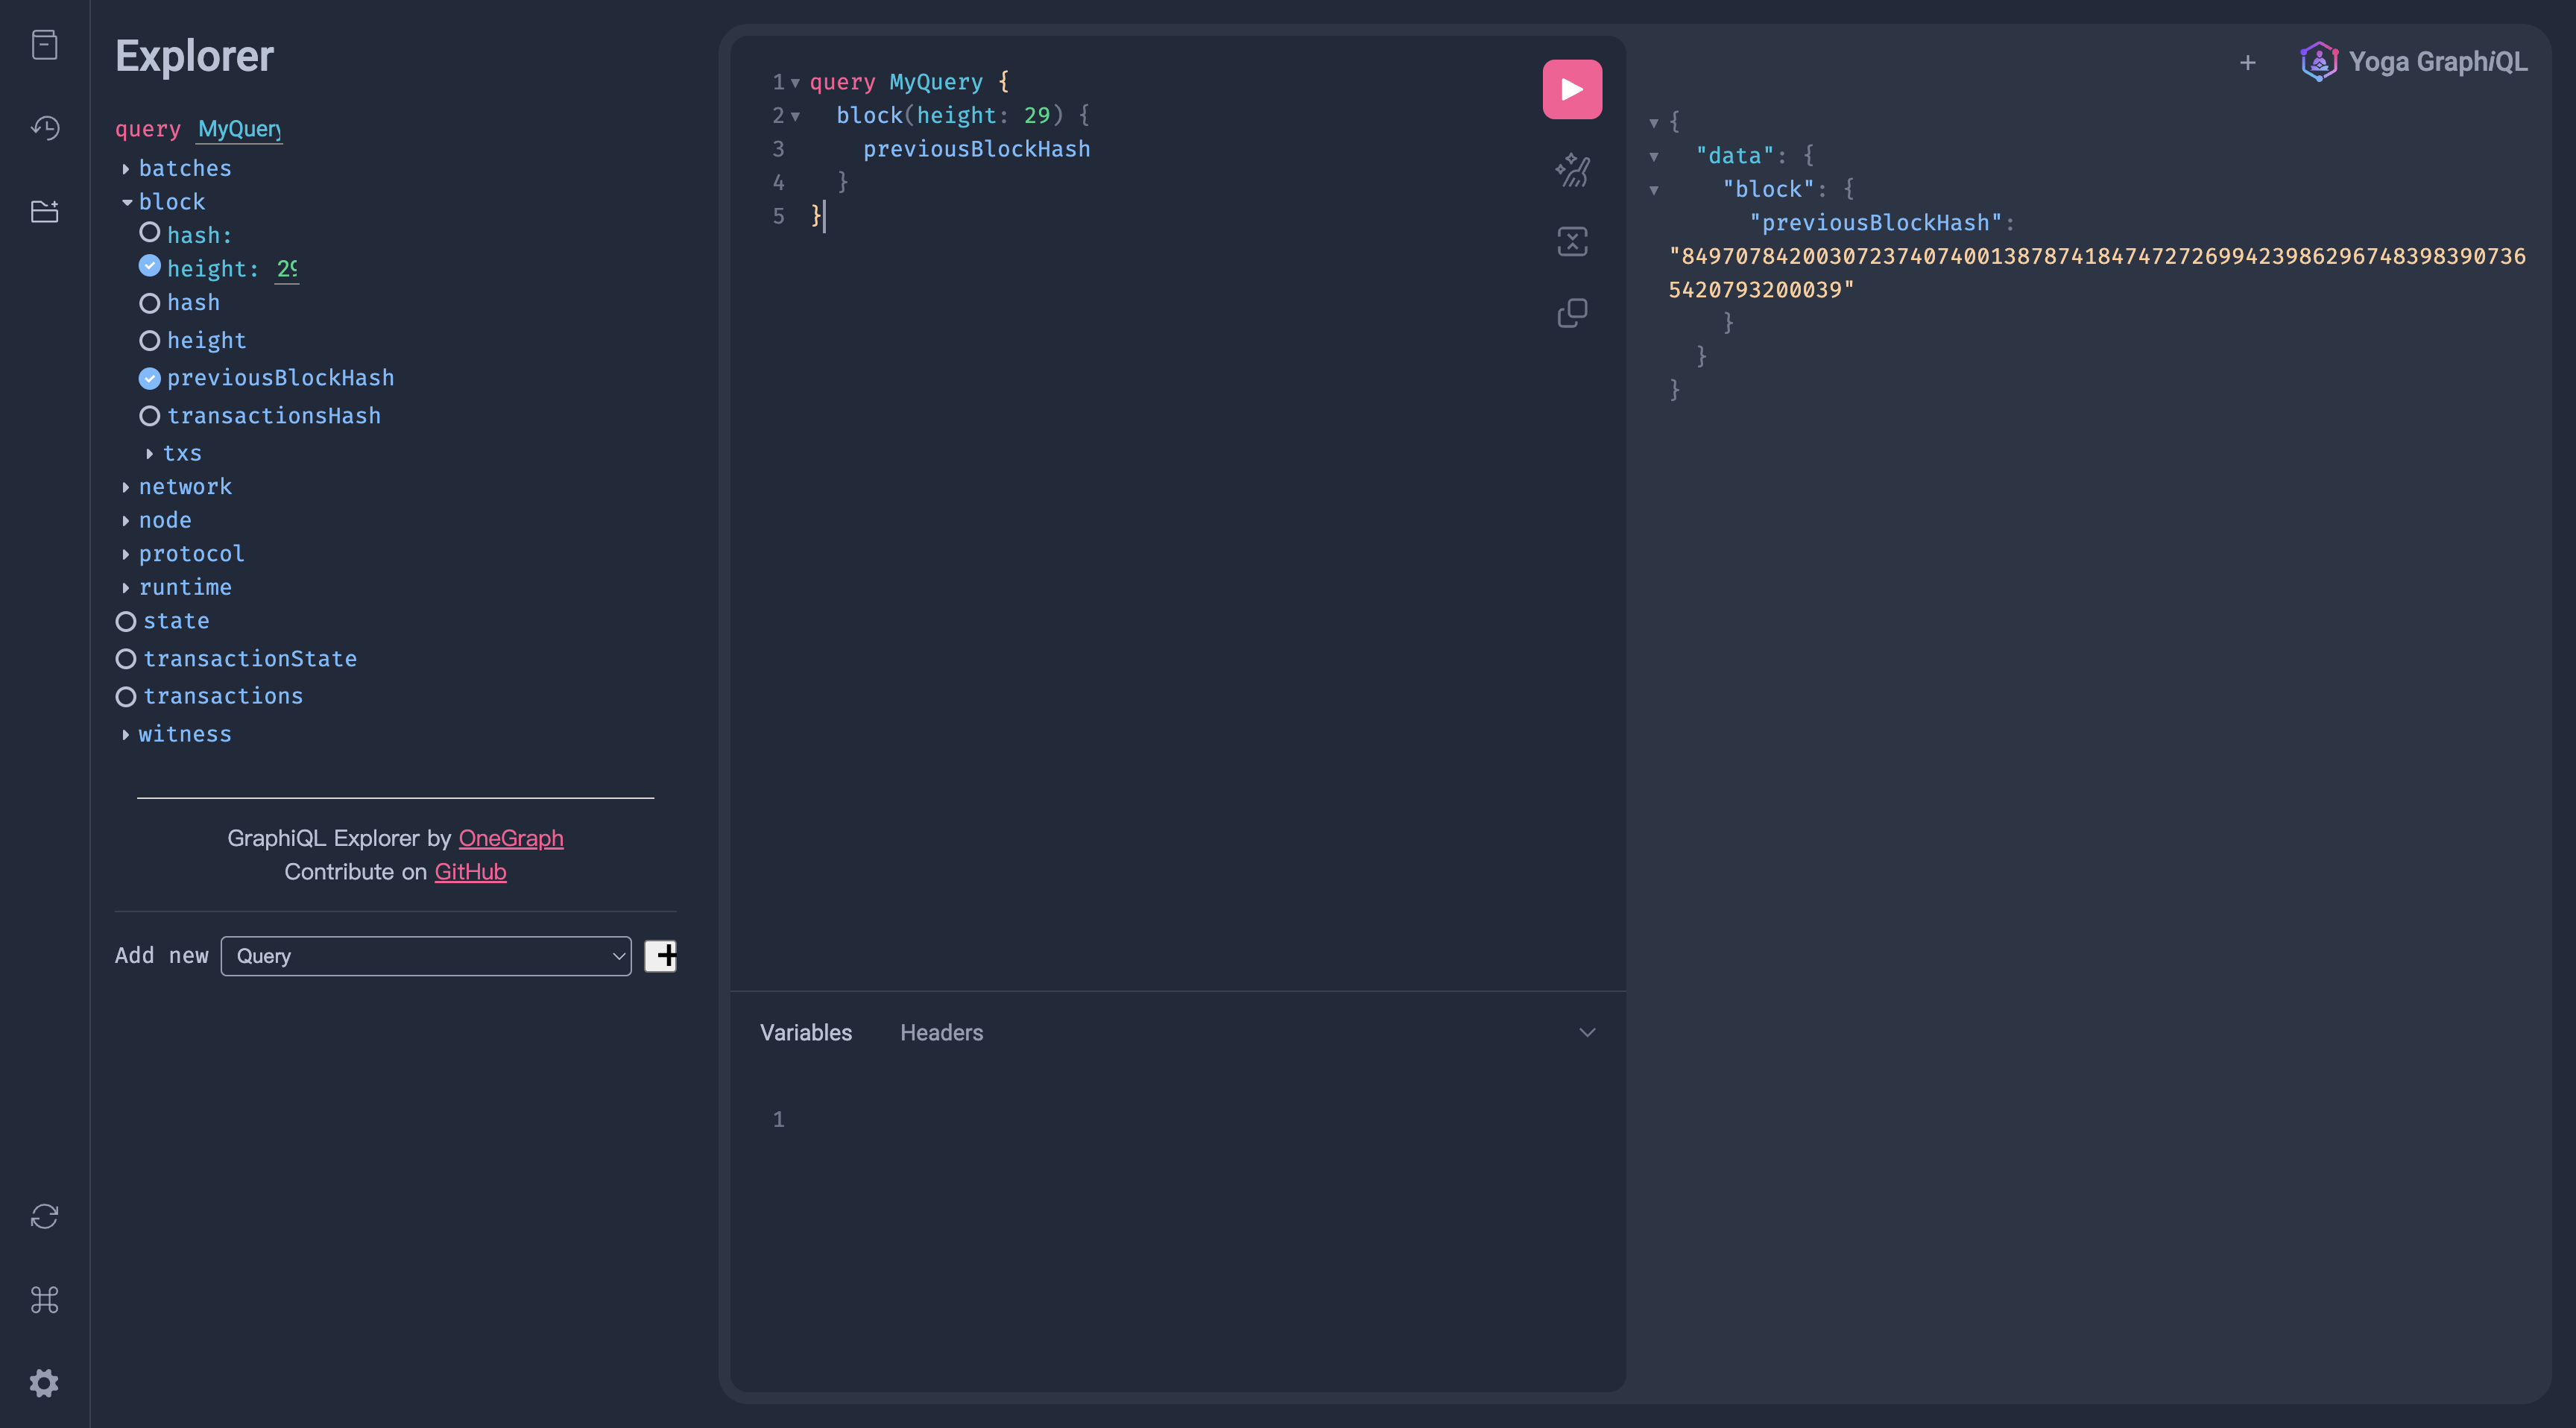 Explorer
query MyQuery
batches
block
hash:
height: 29
hash
height
previousBlockHash
transactionsHash
txs
network
node
protocol
runtime
state
transactionState
transactions
witness
GraphiQL Explorer by OneGraph
Contribute on GitHub
Add new Query +
1 query MyQuery {
2 block(height: 29) {
3 previousBlockHash
4 }
5 }
Variables Headers
1
+ Yoga GraphiQL
{
"data": {
"block": {
"previousBlockHash":
"849707842003072374074001387874184747272699423986296748398390736
5420793200039"
}
}
}